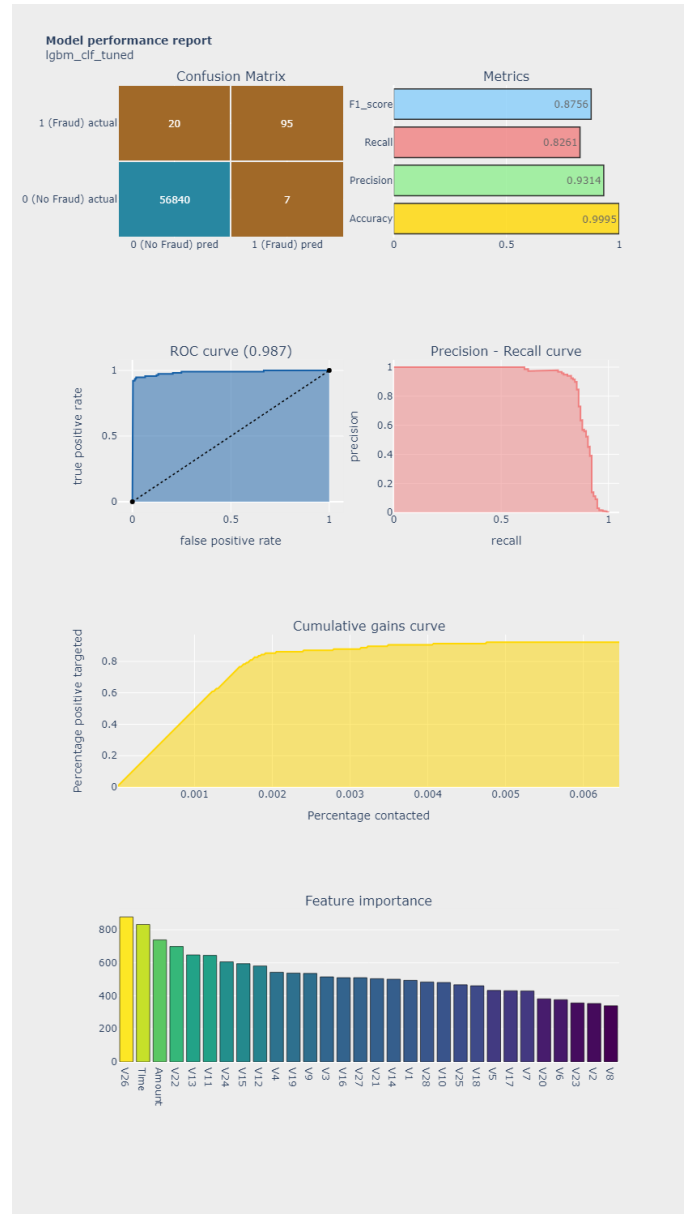 Model performance report
lgbm_clf_tuned
Confusion Matrix
1 (Fraud) actual
20
95
0 (No Fraud) actual
56840
7
0 (No Fraud) pred
1 (Fraud) pred
Metrics
F1_score
0.8756
Recall
0.8261
Precision
0.9314
Accuracy
0.9995
0
0.5
1
ROC curve (0.987)
true positive rate
1
0.5
0
0
0.5
1
false positive rate
Precision - Recall curve
precision
1
0.8
0.6
0.4
0.2
0
0
0.5
1
recall
Cumulative gains curve
Percentage positive targeted
0.8
0.6
0.4
0.2
0
0.001
0.002
0.003
0.004
0.005
0.006
Percentage contacted
Feature importance
800
600
400
200
0
V26
Time
Amount
V22
V13
V11
V24
V15
V12
V4
V19
V9
V3
V16
V27
V21
V14
V1
V28
V10
V25
V18
V5
V17
V7
V20
V6
V23
V2
V8